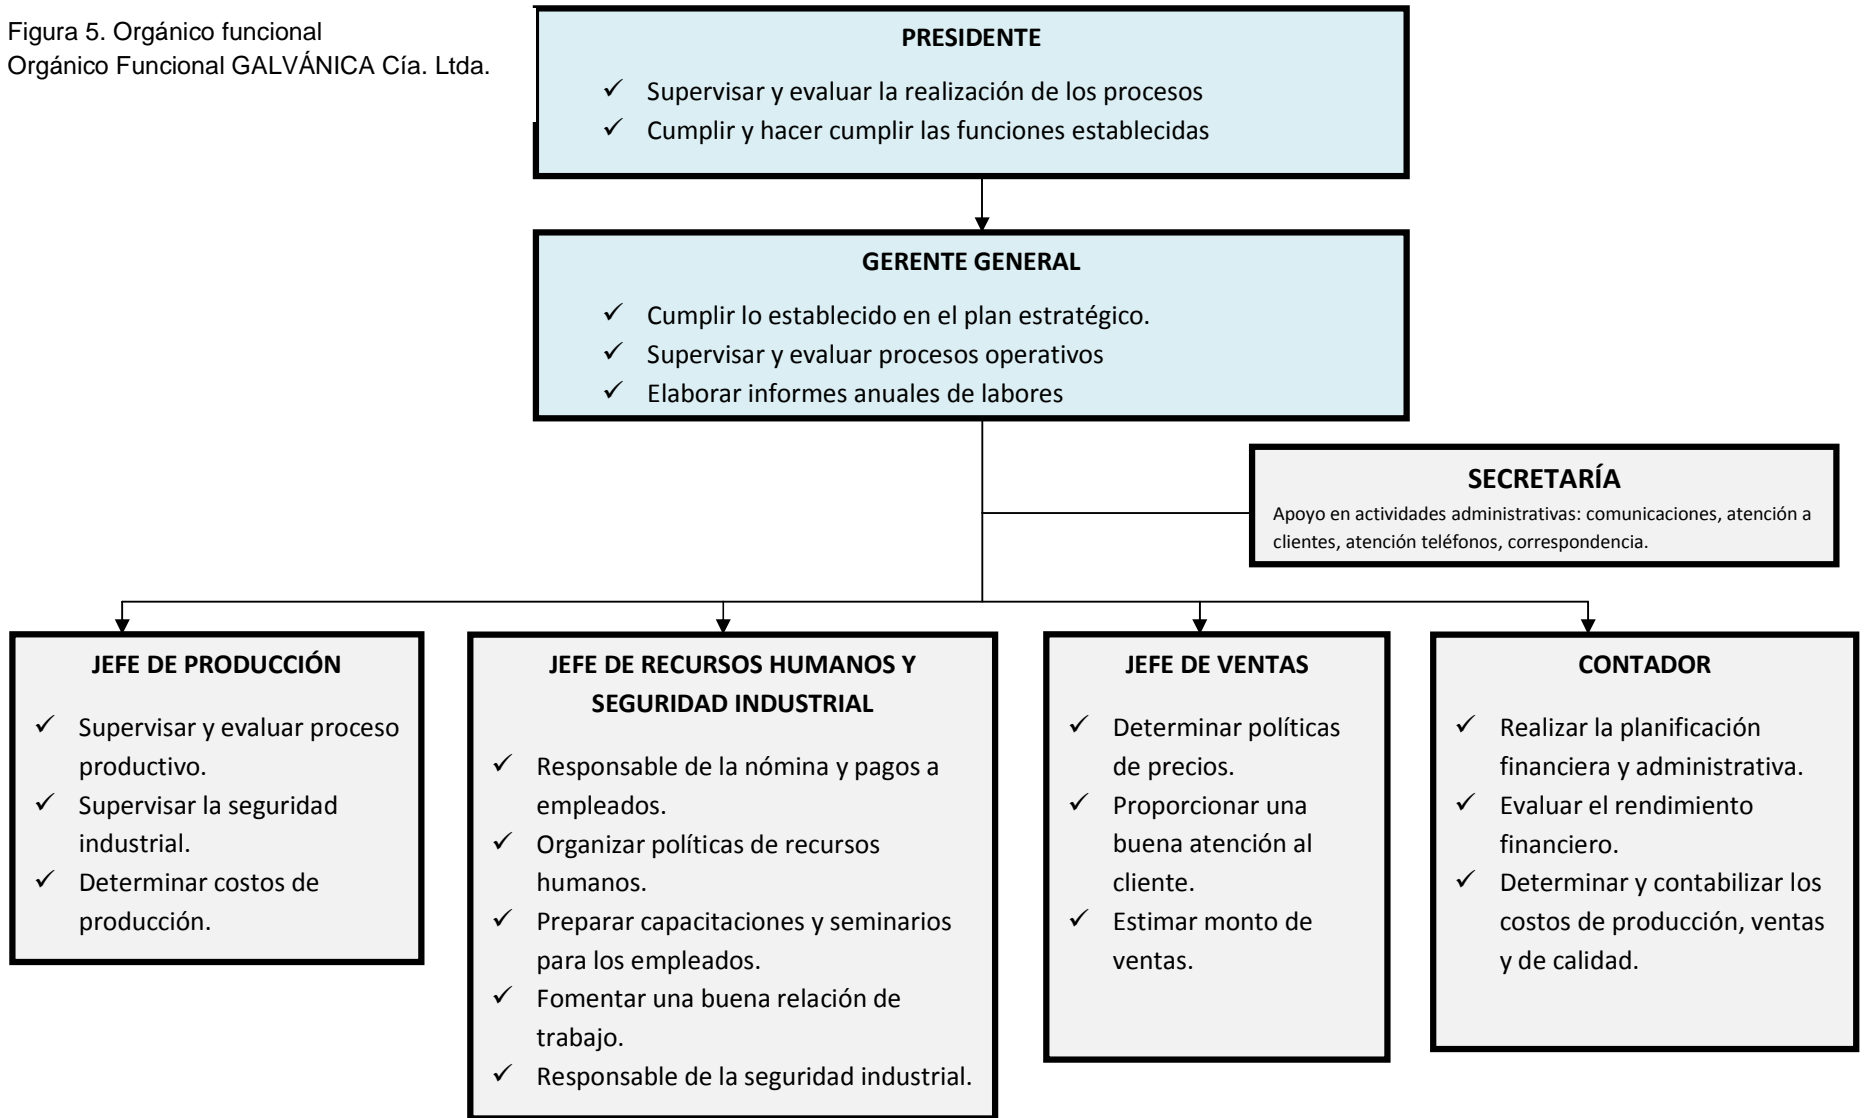 Figura 5. Orgánico funcional
Orgánico Funcional GALVÁNICA Cía. Ltda.
PRESIDENTE
✓ Supervisar y evaluar la realización de los procesos
✓ Cumplir y hacer cumplir las funciones establecidas
GERENTE GENERAL
✓ Cumplir lo establecido en el plan estratégico.
✓ Supervisar y evaluar procesos operativos
✓ Elaborar informes anuales de labores
SECRETARÍA
Apoyo en actividades administrativas: comunicaciones, atención a
clientes, atención teléfonos, correspondencia.
JEFE DE PRODUCCIÓN
✓ Supervisar y evaluar proceso
productivo.
✓ Supervisar la seguridad
industrial.
✓ Determinar costos de
producción.
JEFE DE RECURSOS HUMANOS Y
SEGURIDAD INDUSTRIAL
✓ Responsable de la nómina y pagos a
empleados.
✓ Organizar políticas de recursos
humanos.
✓ Preparar capacitaciones y seminarios
para los empleados.
✓ Fomentar una buena relación de
trabajo.
✓ Responsable de la seguridad industrial.
JEFE DE VENTAS
✓ Determinar políticas
de precios.
✓ Proporcionar una
buena atención al
cliente.
✓ Estimar monto de
ventas.
CONTADOR
✓ Realizar la planificación
financiera y administrativa.
✓ Evaluar el rendimiento
financiero.
✓ Determinar y contabilizar los
costos de producción, ventas
y de calidad.